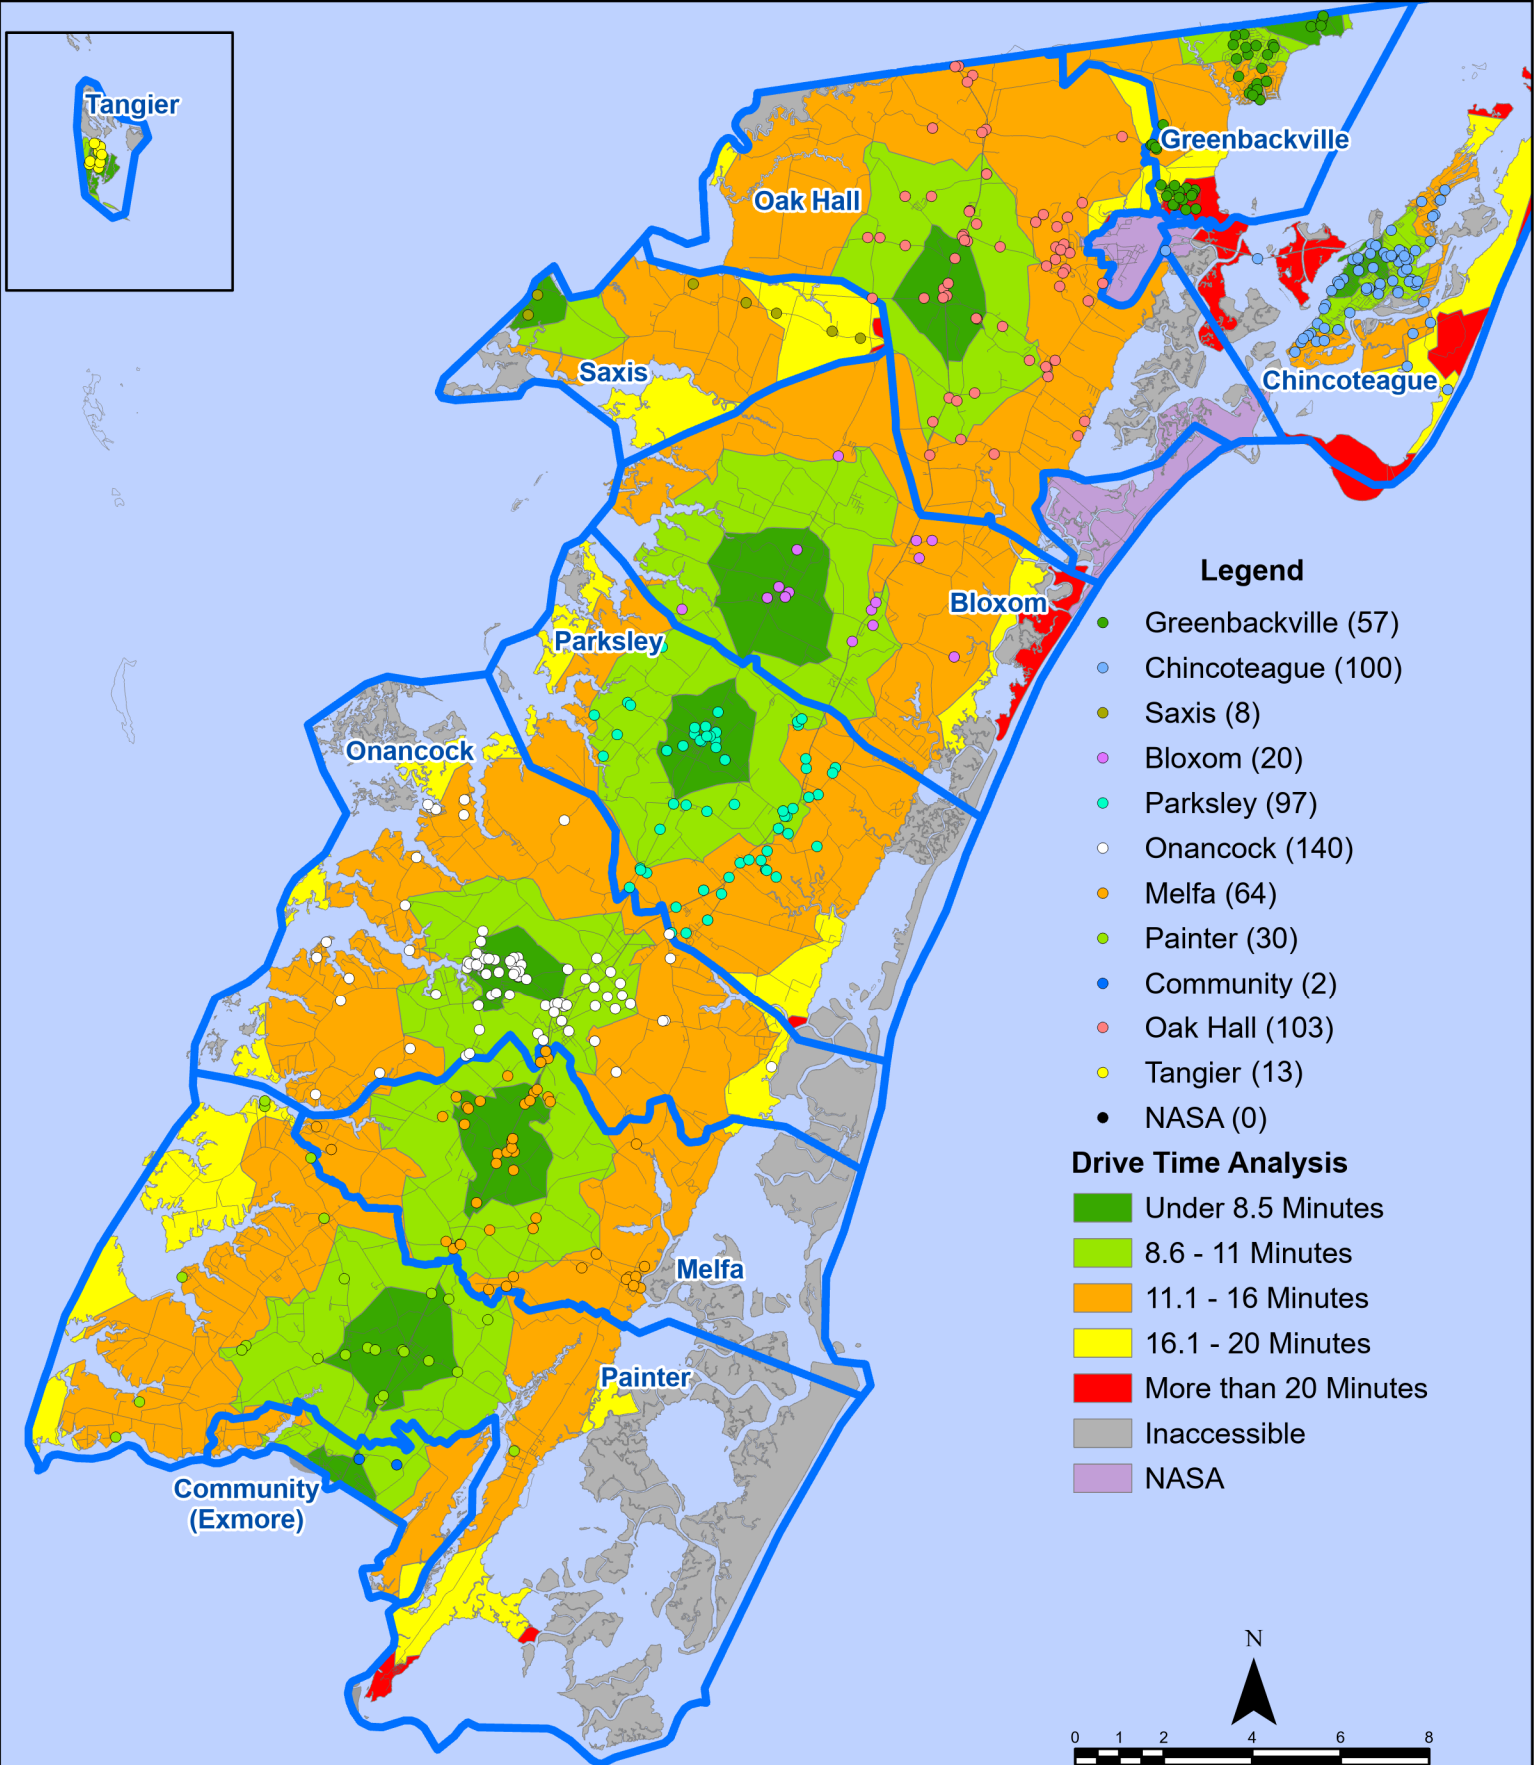 Tangier
Greenbackville
Oak Hall
Saxis
Chincoteague
Bloxom
Parksley
Onancock
Melfa
Painter
Community
(Exmore)
Legend
Greenbackville (57)
Chincoteague (100)
Saxis (8)
Bloxom (20)
Parksley (97)
Onancock (140)
Melfa (64)
Painter (30)
Community (2)
Oak Hall (103)
Tangier (13)
NASA (0)
Drive Time Analysis
Under 8.5 Minutes
8.6 - 11 Minutes
11.1 - 16 Minutes
16.1 - 20 Minutes
More than 20 Minutes
Inaccessible
NASA
N
0 1 2 4 6 8